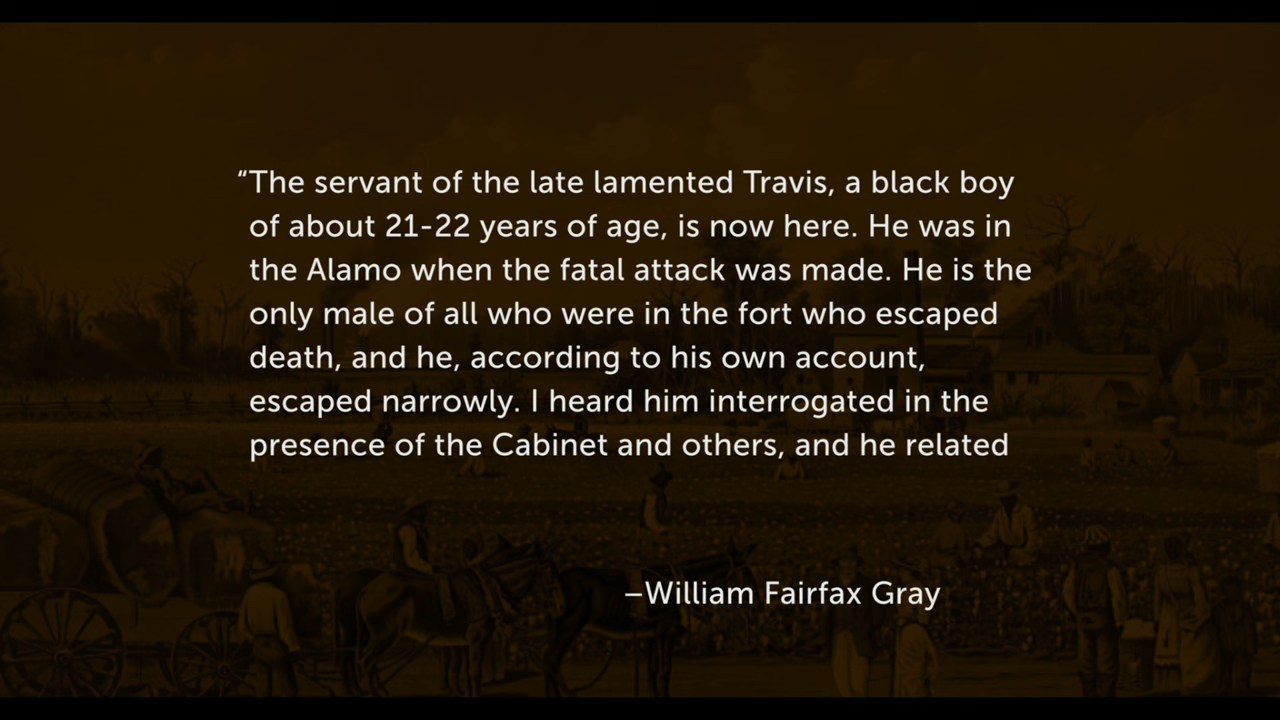 “The servant of the late lamented Travis, a black boy
of about 21-22 years of age, is now here. He was in
the Alamo when the fatal attack was made. He is the
only male of all who were in the fort who escaped
death, and he, according to his own account,
escaped narrowly. I heard him interrogated in the
presence of the Cabinet and others, and he related
–William Fairfax Gray